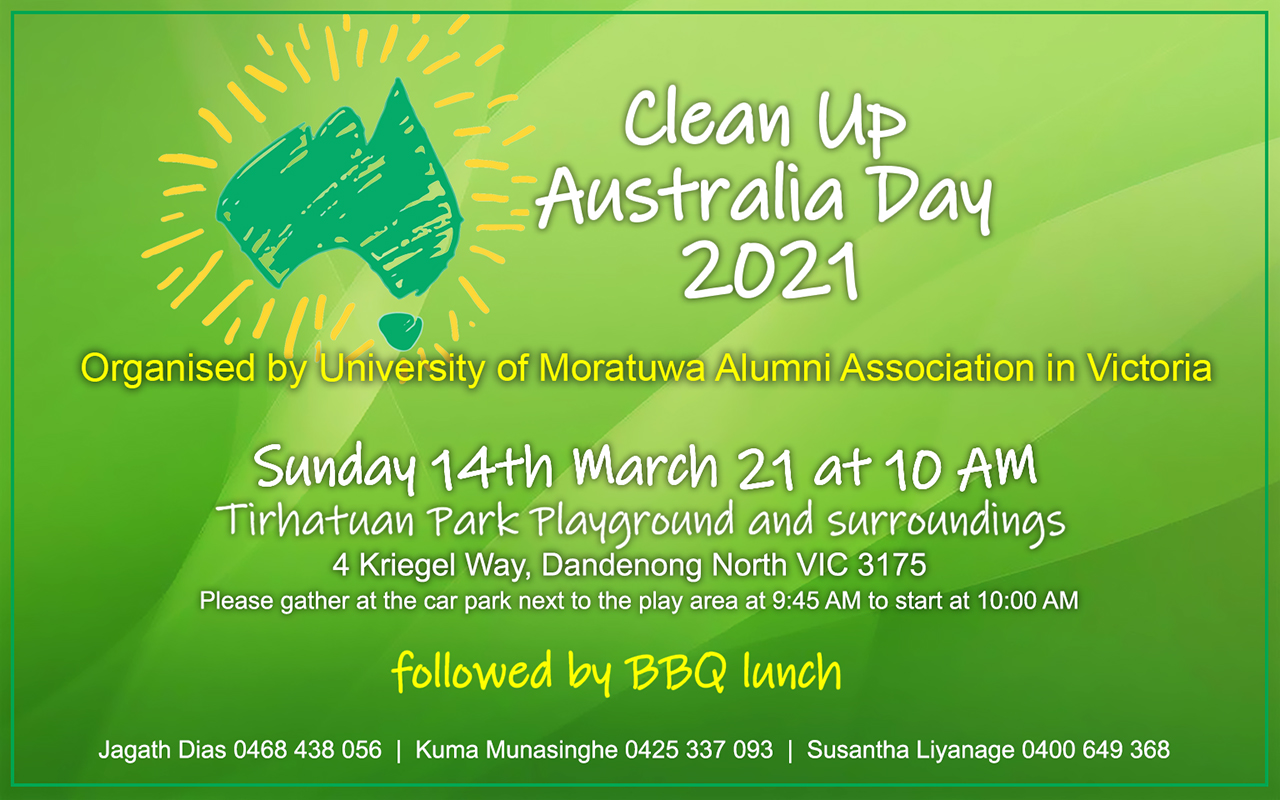 Clean Up
Australia Day
2021
Organised by University of Moratuwa Alumni Association in Victoria
Sunday 14th March 21 at 10 AM
Tirhatuan Park Playground and surroundings
4 Kriegel Way, Dandenong North VIC 3175
Please gather at the car park next to the play area at 9:45 AM to start at 10:00 AM
followed by BBQ lunch
Jagath Dias 0468 438 056 | Kuma Munasinghe 0425 337 093 | Susantha Liyanage 0400 649 368